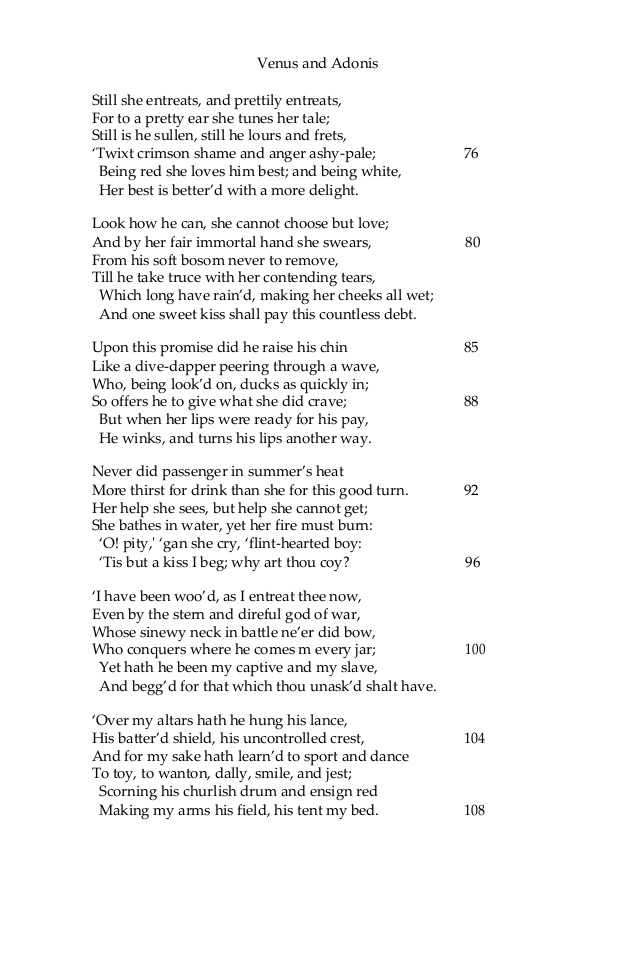 Venus and Adonis
Still she entreats, and prettily entreats,
For to a pretty ear she tunes her tale;
Still is he sullen, still he lours and frets,
‘Twixt crimson shame and anger ashy-pale; 76
Being red she loves him best; and being white,
Her best is better’d with a more delight.
Look how he can, she cannot choose but love;
And by her fair immortal hand she swears, 80
From his soft bosom never to remove,
Till he take truce with her contending tears,
Which long have rain’d, making her cheeks all wet;
And one sweet kiss shall pay this countless debt.
Upon this promise did he raise his chin 85
Like a dive-dapper peering through a wave,
Who, being look’d on, ducks as quickly in;
So offers he to give what she did crave; 88
But when her lips were ready for his pay,
He winks, and turns his lips another way.
Never did passenger in summer’s heat
More thirst for drink than she for this good turn. 92
Her help she sees, but help she cannot get;
She bathes in water, yet her fire must burn:
‘O! pity,' ‘gan she cry, ‘flint-hearted boy:
‘Tis but a kiss I beg; why art thou coy? 96
‘I have been woo’d, as I entreat thee now,
Even by the stern and direful god of war,
Whose sinewy neck in battle ne’er did bow,
Who conquers where he comes m every jar; 100
Yet hath he been my captive and my slave,
And begg’d for that which thou unask’d shalt have.
‘Over my altars hath he hung his lance,
His batter’d shield, his uncontrolled crest, 104
And for my sake hath learn’d to sport and dance
To toy, to wanton, dally, smile, and jest;
Scorning his churlish drum and ensign red
Making my arms his field, his tent my bed. 108